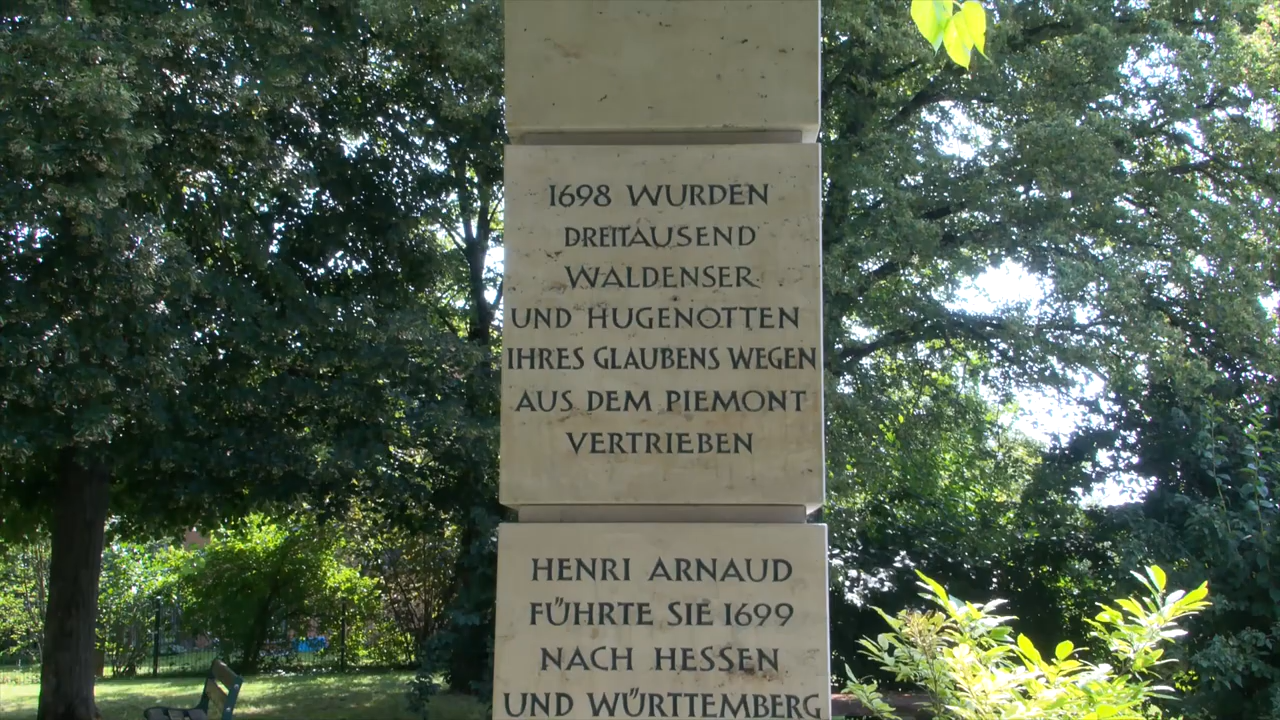 1698 WURDEN
DREITAUSEND
WALDENSER
UND HUGENOTTEN
IHRES GLAUBENS WEGEN
AUS DEM PIEMONT
VERTRIEBEN
HENRI ARNAUD
FÜHRTE SIE 1699
NACH HESSEN
UND WÜRTTEMBERG